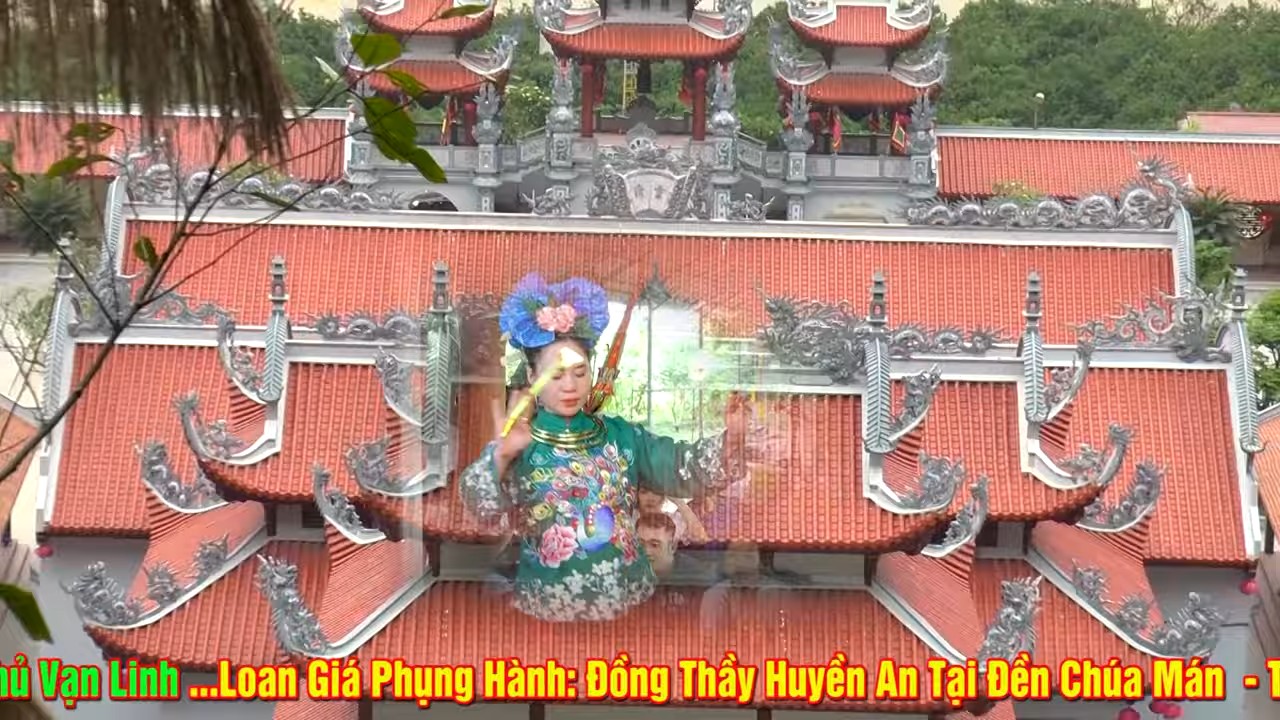 Vạn Linh ...Loan Giá Phụng Hành: Đồng Thầy Huyền An Tại Đền Chúa Mán -